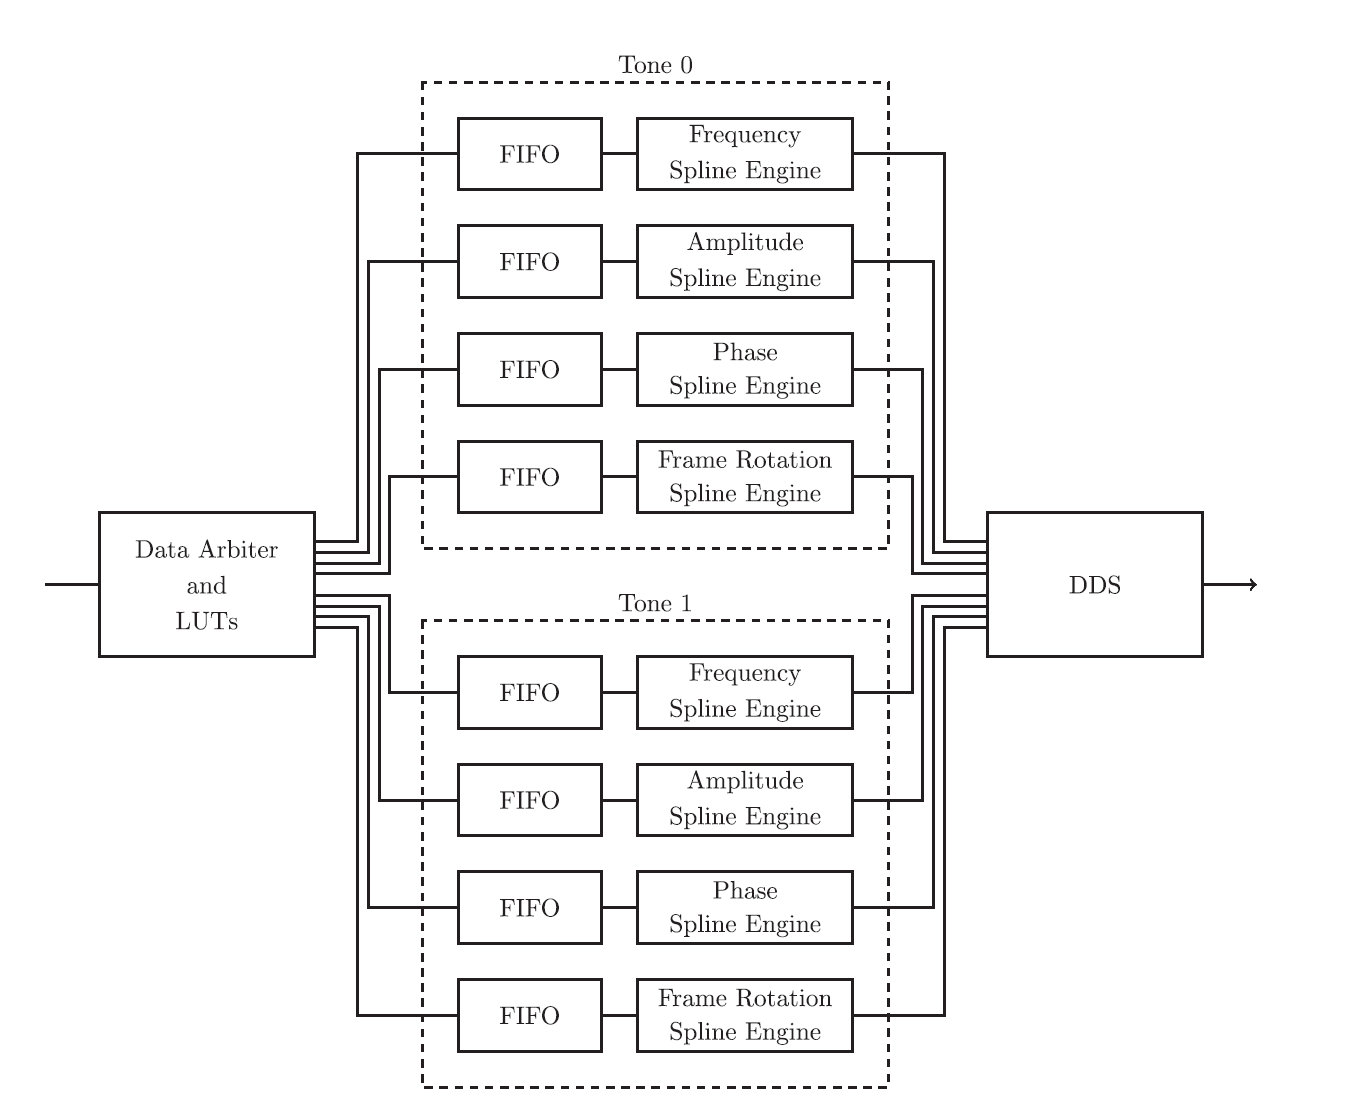 Tone 0
FIFO
Frequency
Spline Engine
FIFO
Amplitude
Spline Engine
FIFO
Phase
Spline Engine
FIFO
Frame Rotation
Spline Engine
Data Arbiter
and
LUTs
DDS
Tone 1
FIFO
Frequency
Spline Engine
FIFO
Amplitude
Spline Engine
FIFO
Phase
Spline Engine
FIFO
Frame Rotation
Spline Engine